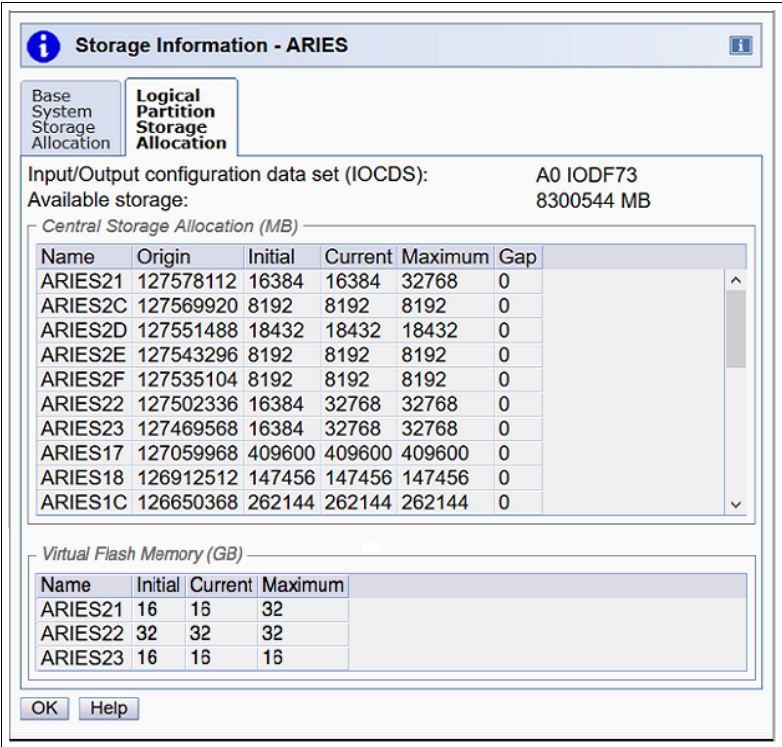 Storage Information - ARIES
Base
System
Storage
Allocation
Logical
Partition
Storage
Allocation
Input/Output configuration data set (IOCDS): A0 IODF73
Available storage: 8300544 MB
Central Storage Allocation (MB)
Name Origin Initial Current Maximum Gap
ARIES21 127578112 16384 16384 32768 0
ARIES2C 127569920 8192 8192 8192 0
ARIES2D 127551488 18432 18432 18432 0
ARIES2E 127543296 8192 8192 8192 0
ARIES2F 127535104 8192 8192 8192 0
ARIES22 127502336 16384 32768 32768 0
ARIES23 127469568 16384 32768 32768 0
ARIES17 127059968 409600 409600 409600 0
ARIES18 126912512 147456 147456 147456 0
ARIES1C 126650368 262144 262144 262144 0
Virtual Flash Memory (GB)
Name Initial Current Maximum
ARIES21 16 16 32
ARIES22 32 32 32
ARIES23 16 16 16
OK Help